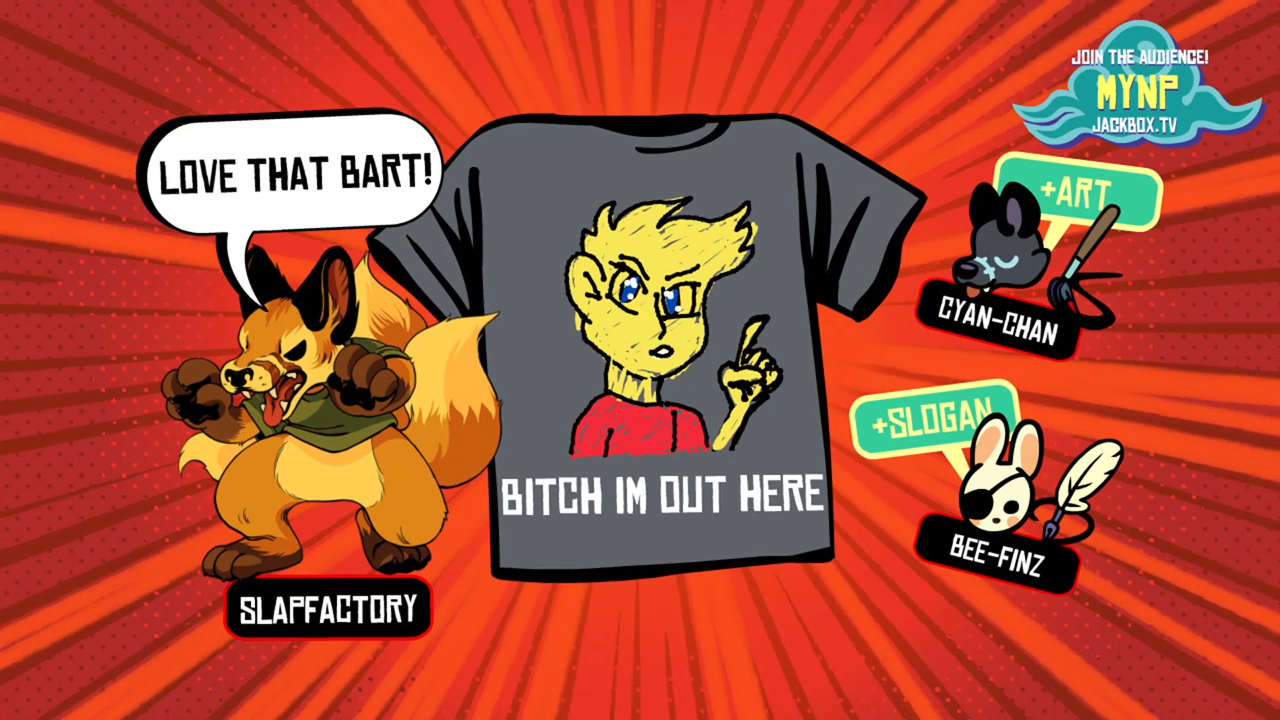 JOIN THE AUDIENCE!
MYNP
JACKBOX.TV
LOVE THAT BART!
+ART
CYAN-CHAN
+SLOGAN
BITCH IM OUT HERE
BEE-FINZ
SLAPFACTORY